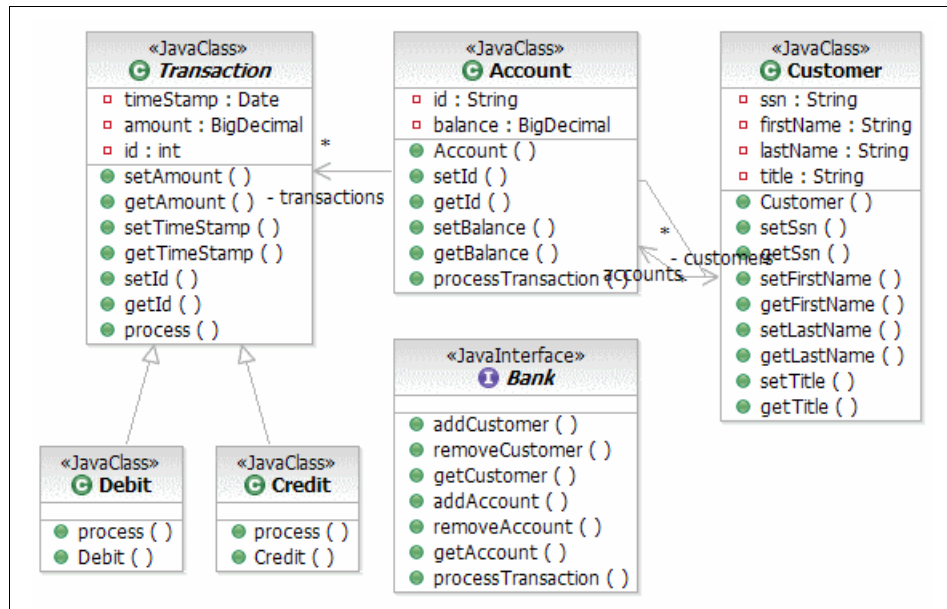 «JavaClass»
Transaction
timeStamp : Date
amount : BigDecimal
id : int
setAmount ( )
getAmount ( )
setTimeStamp ( )
getTimeStamp ( )
setId ( )
getId ( )
process ( )
*
- transactions
«JavaClass»
Account
id : String
balance : BigDecimal
Account ( )
setId ( )
getId ( )
setBalance ( )
getBalance ( )
processTransaction ( )
*
- customers
accounts
*
«JavaClass»
Customer
ssn : String
firstName : String
lastName : String
title : String
Customer ( )
setSsn ( )
getSsn ( )
setFirstName ( )
getFirstName ( )
setLastName ( )
getLastName ( )
setTitle ( )
getTitle ( )
«JavaClass»
Debit
process ( )
Debit ( )
«JavaClass»
Credit
process ( )
Credit ( )
«JavaInterface»
Bank
addCustomer ( )
removeCustomer ( )
getCustomer ( )
addAccount ( )
removeAccount ( )
getAccount ( )
processTransaction ( )